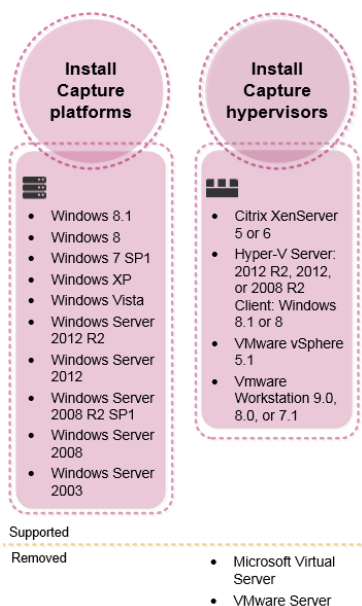 Install
Capture
platforms
• Windows 8.1
• Windows 8
• Windows 7 SP1
• Windows XP
• Windows Vista
• Windows Server
2012 R2
• Windows Server
2012
• Windows Server
2008 R2 SP1
• Windows Server
2008
• Windows Server
2003
Install
Capture
hypervisors
• Citrix XenServer
5 or 6
• Hyper-V Server:
2012 R2, 2012,
or 2008 R2
Client: Windows
8.1 or 8
• VMware vSphere
5.1
• Vmware
Workstation 9.0,
8.0, or 7.1
Supported
Removed
• Microsoft Virtual
Server
• VMware Server